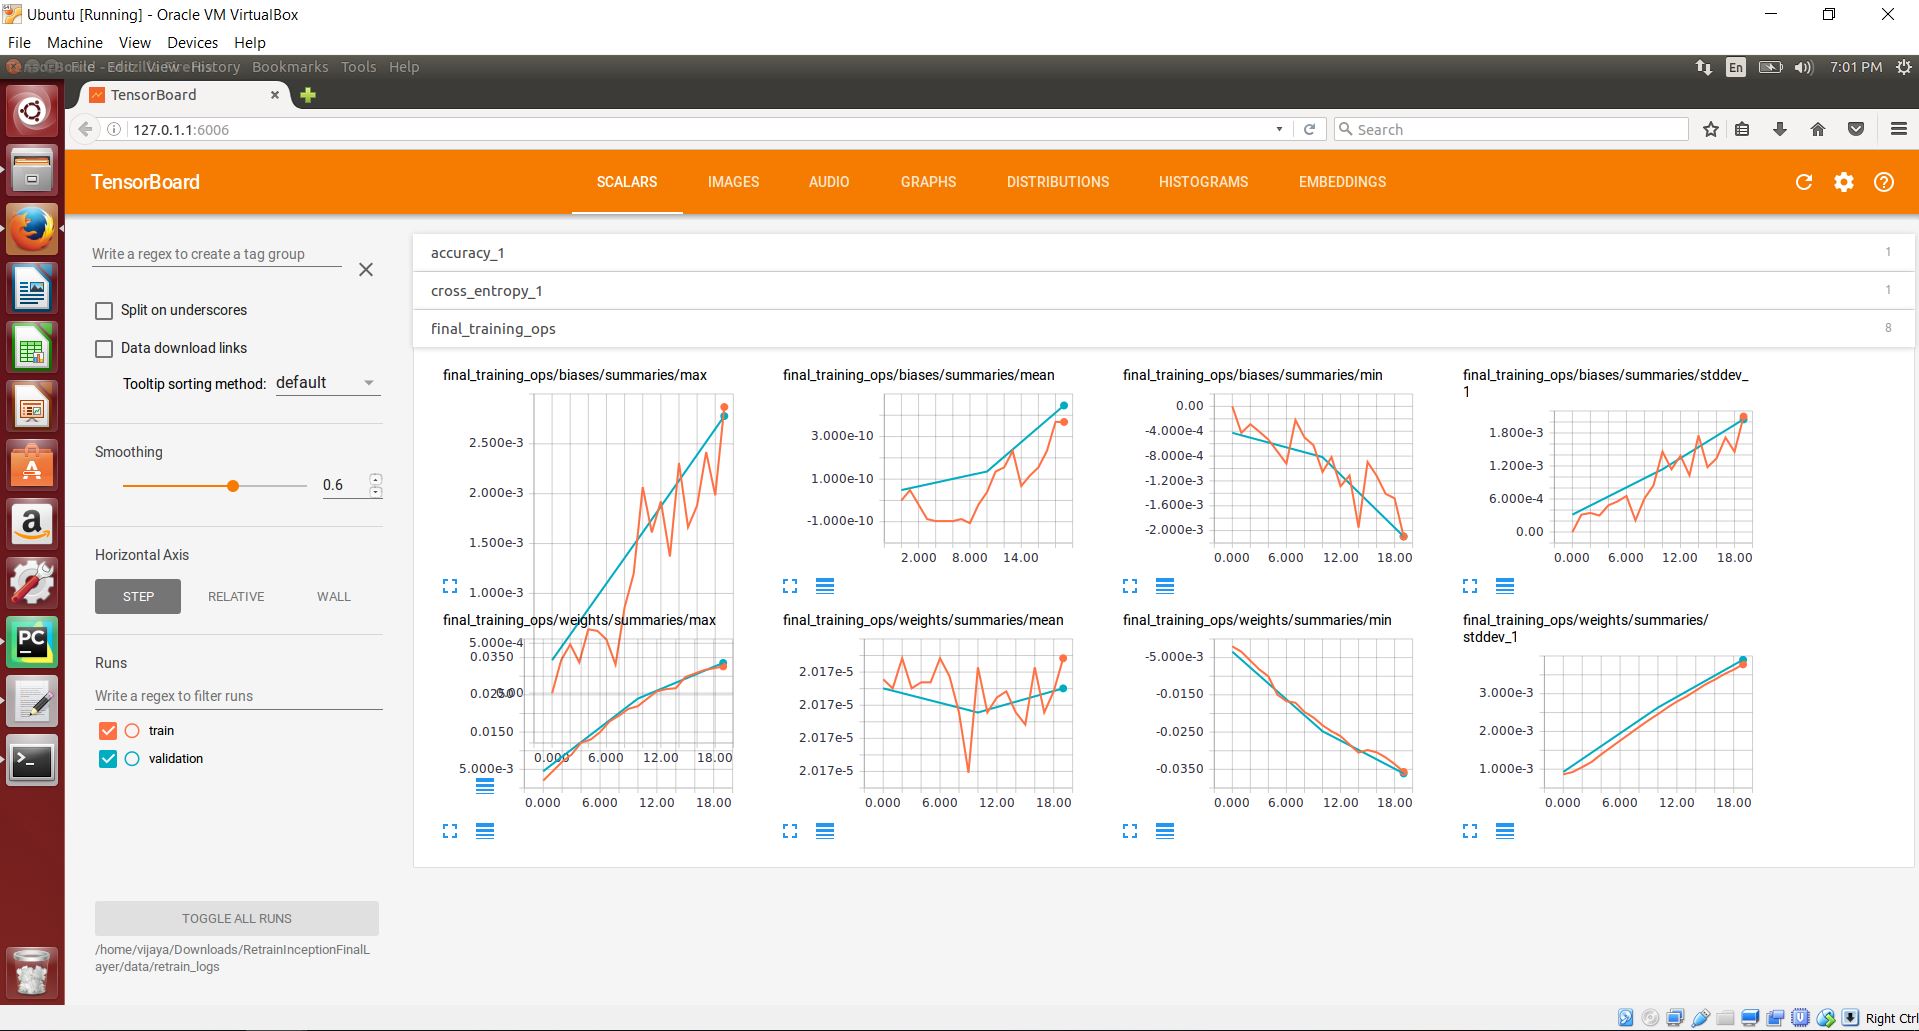 Ubuntu [Running] - Oracle VM VirtualBox
File Machine View Devices Help
File Edit View History Bookmarks Tools Help
En 7:01 PM
TensorBoard
127.0.1.1:6006
Search
TensorBoard
SCALARS IMAGES AUDIO GRAPHS DISTRIBUTIONS HISTOGRAMS EMBEDDINGS
Write a regex to create a tag group
Split on underscores
Data download links
Tooltip sorting method: default
Smoothing
0.6
Horizontal Axis
STEP RELATIVE WALL
Runs
Write a regex to filter runs
train
validation
TOGGLE ALL RUNS
/home/vijaya/Downloads/RetrainInceptionFinalL
ayer/data/retrain_logs
accuracy_1 1
cross_entropy_1 1
final_training_ops 8
final_training_ops/biases/summaries/max
2.500e-3
2.000e-3
1.500e-3
1.000e-3
5.000e-4
0.00
0.000 6.000 12.00 18.00
final_training_ops/biases/summaries/mean
3.000e-10
1.000e-10
-1.000e-10
2.000 8.000 14.00
final_training_ops/biases/summaries/min
0.00
-4.000e-4
-8.000e-4
-1.200e-3
-1.600e-3
-2.000e-3
0.000 6.000 12.00 18.00
final_training_ops/biases/summaries/stddev_
1
1.800e-3
1.200e-3
6.000e-4
0.00
0.000 6.000 12.00 18.00
final_training_ops/weights/summaries/max
0.0350
0.0250
0.0150
5.000e-3
0.000 6.000 12.00 18.00
final_training_ops/weights/summaries/mean
2.017e-5
2.017e-5
2.017e-5
2.017e-5
0.000 6.000 12.00 18.00
final_training_ops/weights/summaries/min
-5.000e-3
-0.0150
-0.0250
-0.0350
0.000 6.000 12.00 18.00
final_training_ops/weights/summaries/
stddev_1
3.000e-3
2.000e-3
1.000e-3
0.000 6.000 12.00 18.00
PC
Right Ctrl